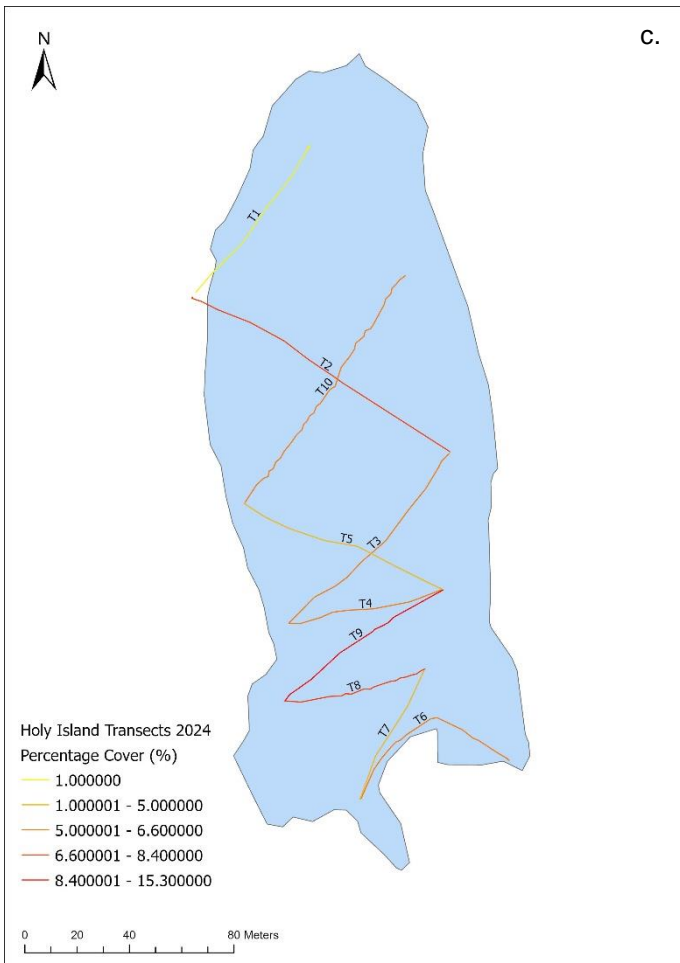 c.
N
T1
T2
T10
T3
T5
T4
T9
T8
T7
T6
Holy Island Transects 2024
Percentage Cover (%)
1.000000
1.000001 - 5.000000
5.000001 - 6.600000
6.600001 - 8.400000
8.400001 - 15.300000
0 20 40 80 Meters